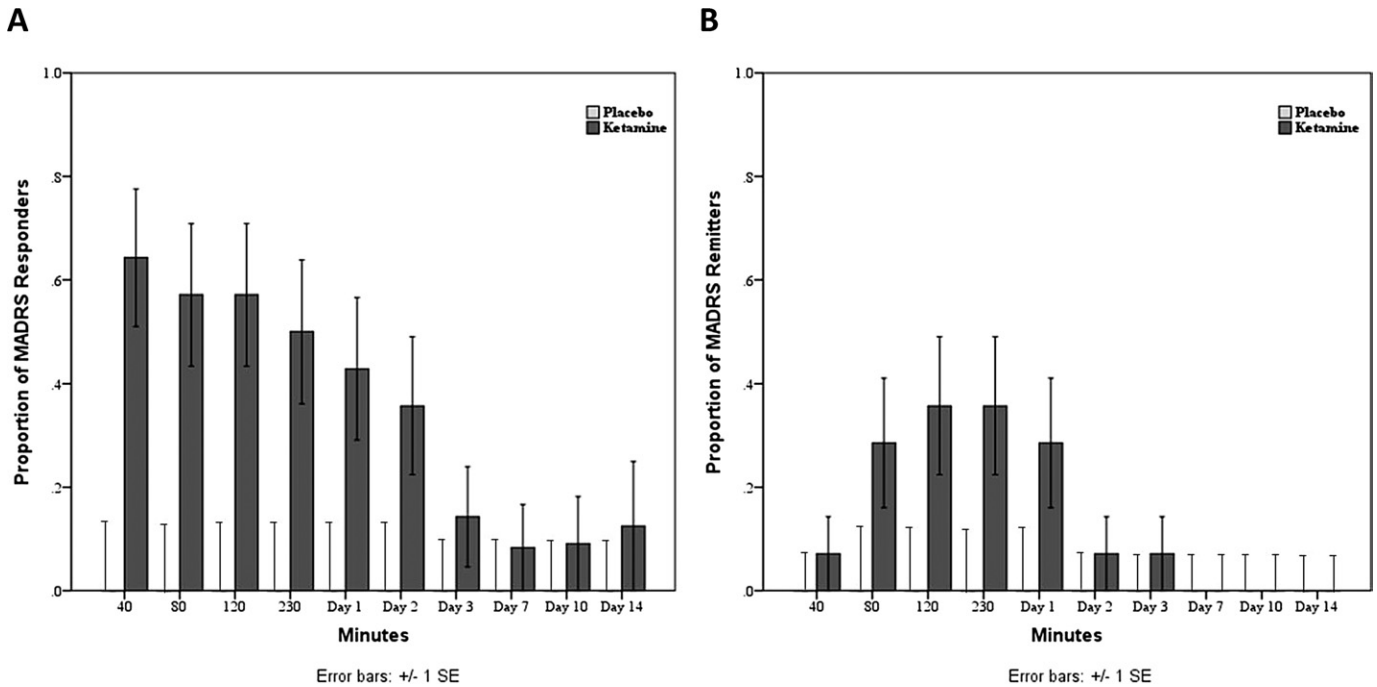 A
1.0
.8
.6
.4
.2
.0
Proportion of MADRS Responders
Placebo
Ketamine
40 80 120 230 Day 1 Day 2 Day 3 Day 7 Day 10 Day 14
Minutes
Error bars: +/- 1 SE
B
1.0
.8
.6
.4
.2
.0
Proportion of MADRS Remitters
Placebo
Ketamine
40 80 120 230 Day 1 Day 2 Day 3 Day 7 Day 10 Day 14
Minutes
Error bars: +/- 1 SE